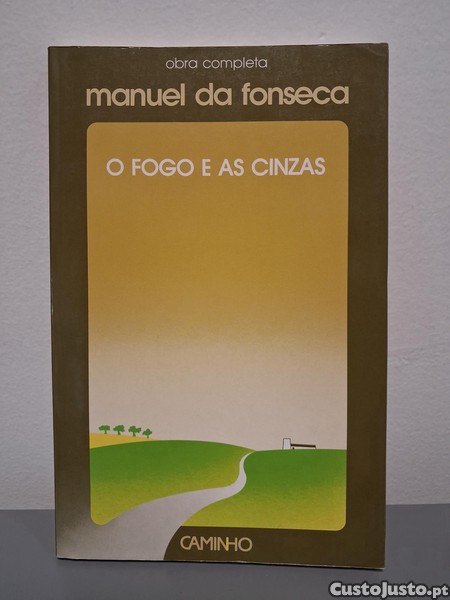 obra completa
manuel da fonseca
O FOGO E AS CINZAS
CAMINHO
CustoJusto.pt